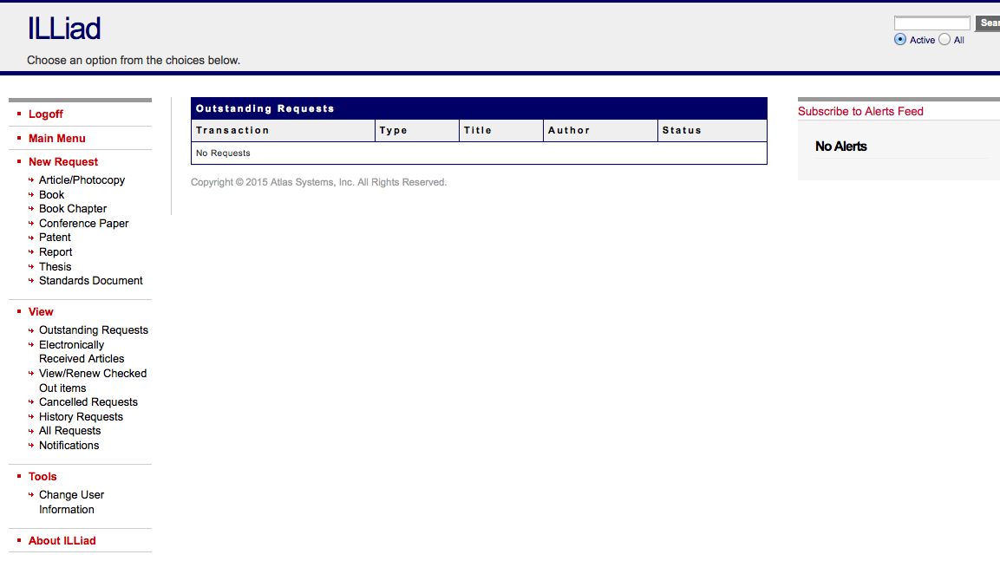 ILLiad
Choose an option from the choices below.
Sear
Active All
Logoff
Main Menu
New Request
Article/Photocopy
Book
Book Chapter
Conference Paper
Patent
Report
Thesis
Standards Document
View
Outstanding Requests
Electronically
Received Articles
View/Renew Checked
Out items
Cancelled Requests
History Requests
All Requests
Notifications
Tools
Change User
Information
About ILLiad
Outstanding Requests
Transaction Type Title Author Status
No Requests
Copyright © 2015 Atlas Systems, Inc. All Rights Reserved.
Subscribe to Alerts Feed
No Alerts